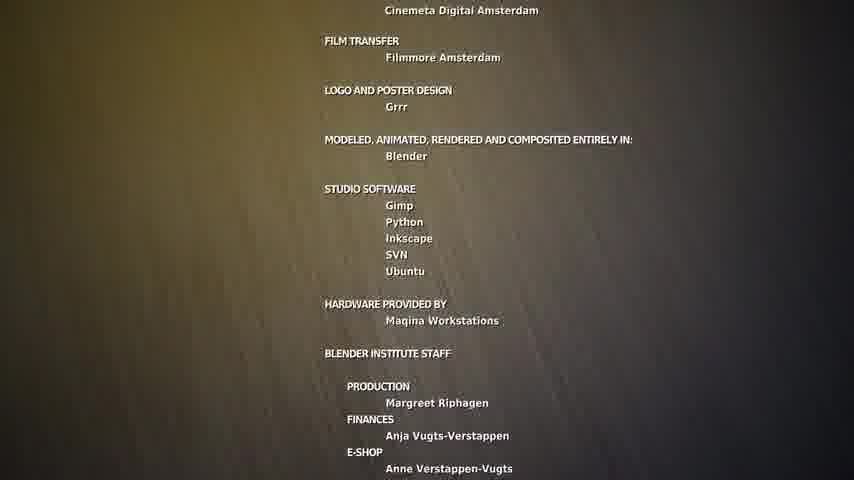 Cinemeta Digital Amsterdam
FILM TRANSFER
Filmmore Amsterdam
LOGO AND POSTER DESIGN
Grrr
MODELED, ANIMATED, RENDERED AND COMPOSITED ENTIRELY IN:
Blender
STUDIO SOFTWARE
Gimp
Python
Inkscape
SVN
Ubuntu
HARDWARE PROVIDED BY
Maqina Workstations
BLENDER INSTITUTE STAFF
PRODUCTION
Margreet Riphagen
FINANCES
Anja Vugts-Verstappen
E-SHOP
Anne Verstappen-Vugts